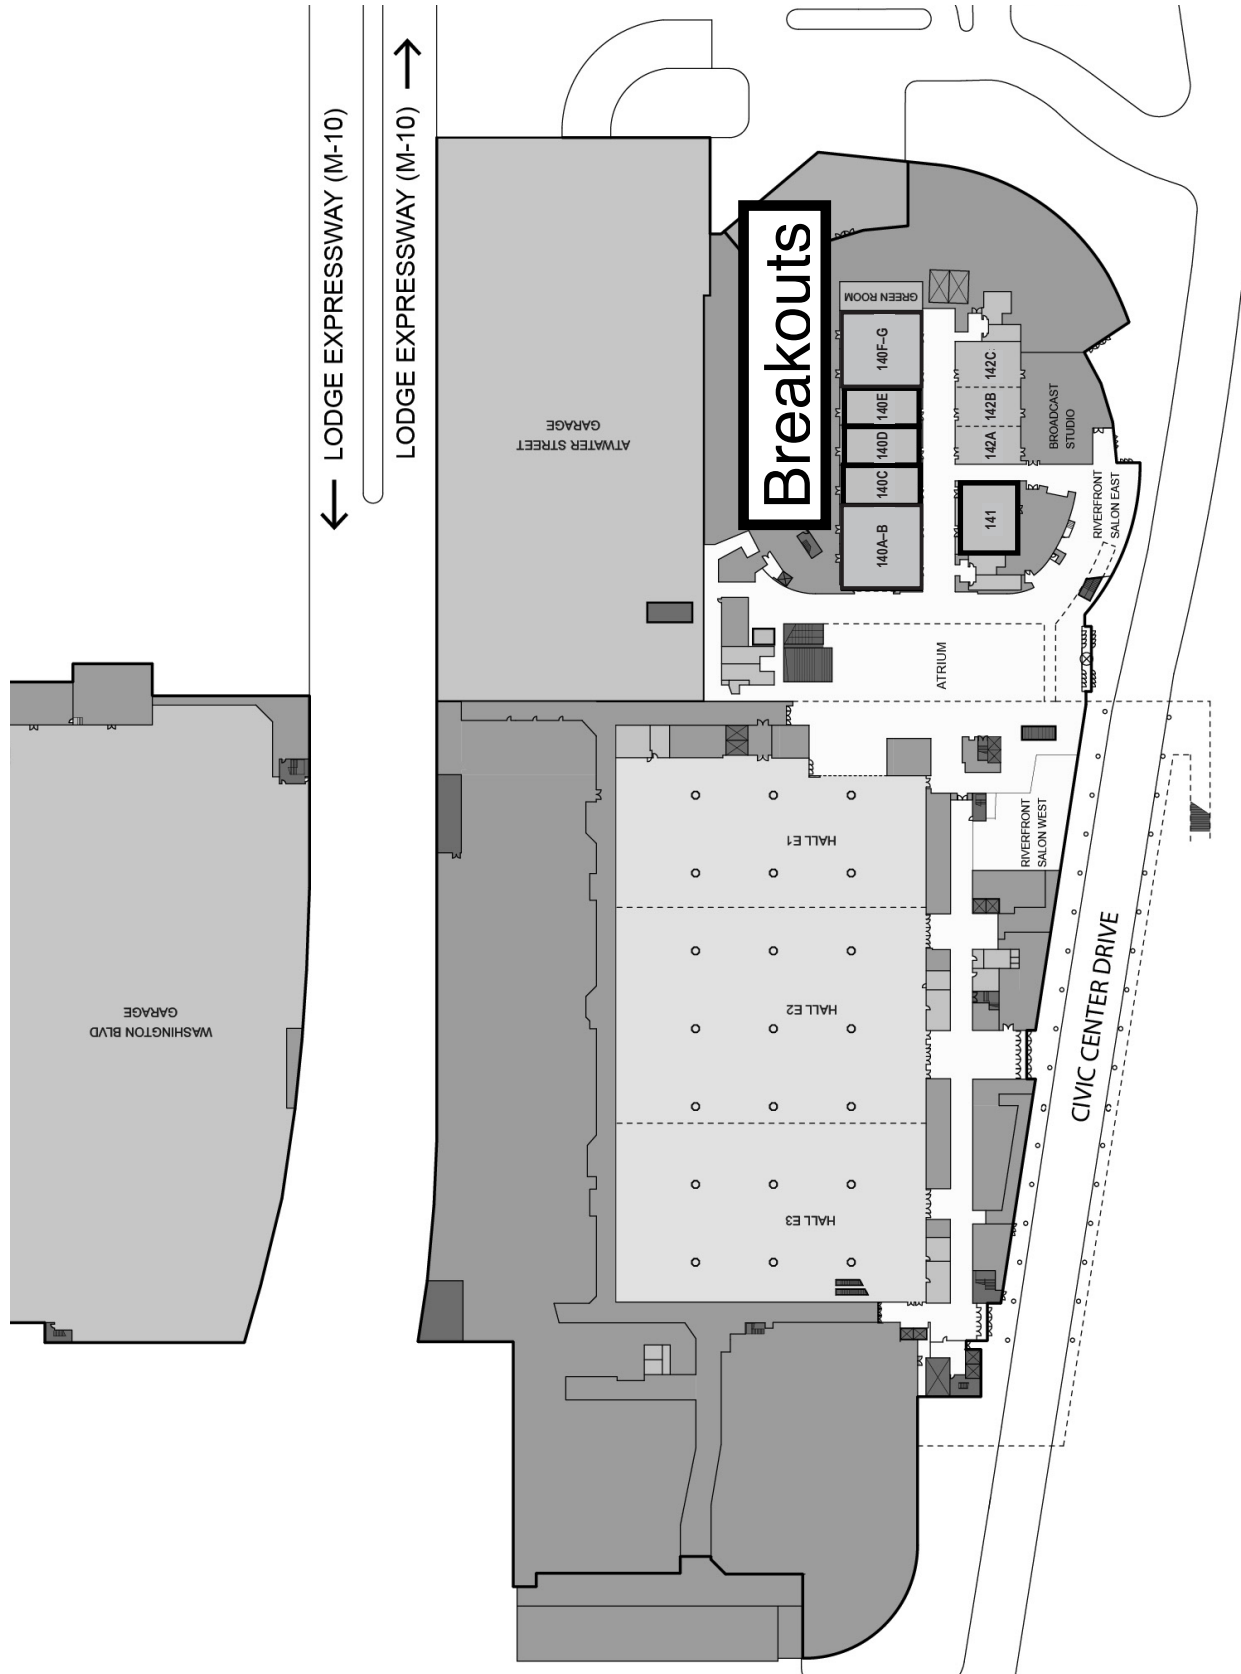 LODGE EXPRESSWAY (M-10)
LODGE EXPRESSWAY (M-10)
Breakouts
GREEN ROOM
140F–G
140E
140D
140C
140A–B
142C
142B
142A
141
BROADCAST
STUDIO
RIVERFRONT
SALON EAST
ATWATER STREET
GARAGE
ATRIUM
RIVERFRONT
SALON WEST
HALL E1
HALL E2
HALL E3
WASHINGTON BLVD
GARAGE
CIVIC CENTER DRIVE